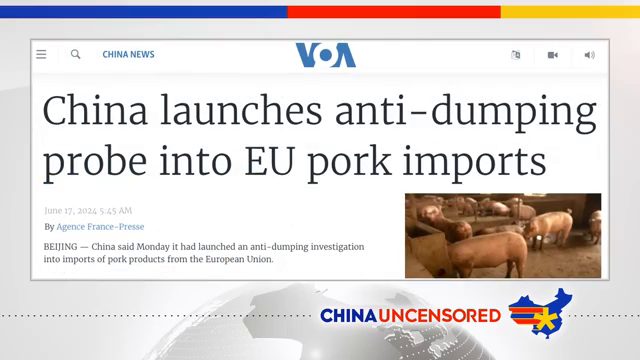 CHINA NEWS
VOA
China launches anti-dumping
probe into EU pork imports
June 17, 2024 5:45 AM
By Agence France-Presse
BEIJING — China said Monday it had launched an anti-dumping investigation
into imports of pork products from the European Union.
CHINA UNCENSORED